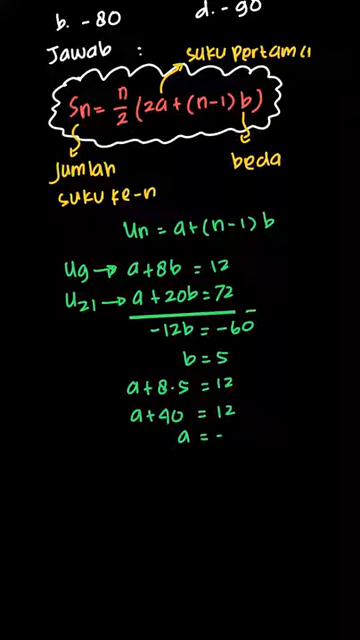 b. -80 d. -90
Jawab :
suku pertama
Sn = n/2 (2a + (n-1) b)
Jumlah suku ke-n
beda
Un = a + (n-1) b
U9 → a + 8b = 12
U21 → a + 20b = 72 -
-12b = -60
b = 5
a + 8·5 = 12
a + 40 = 12
a = -